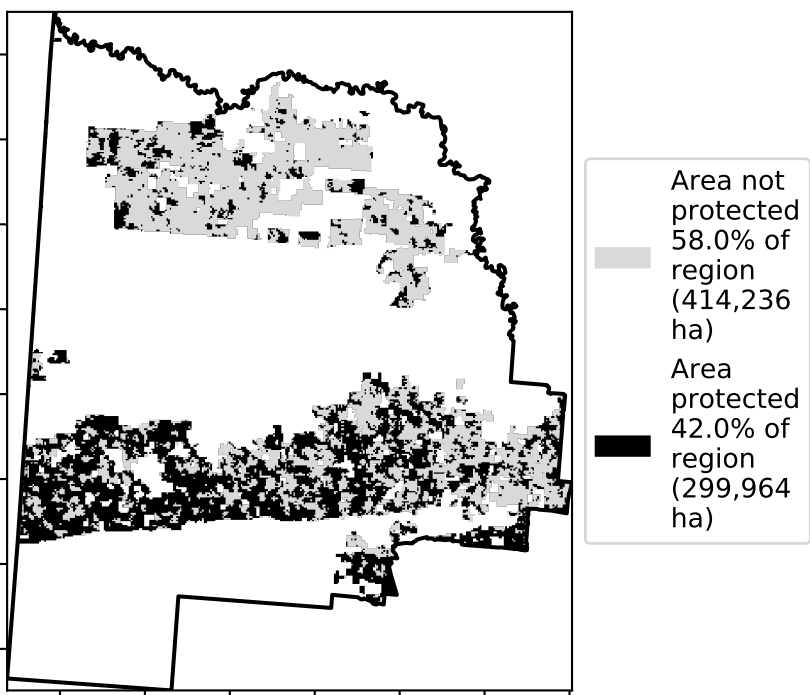 Area not
protected
58.0% of
region
(414,236
ha)
Area
protected
42.0% of
region
(299,964
ha)